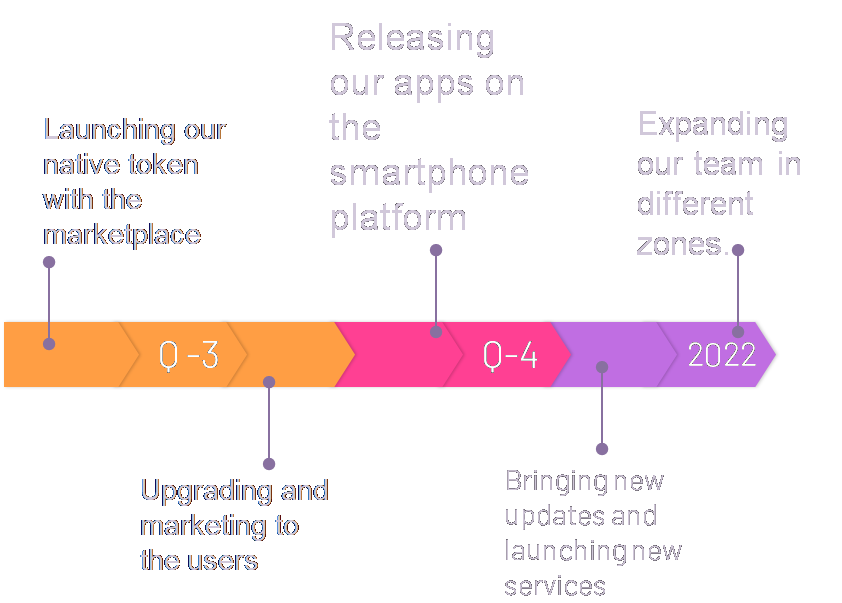 Releasing
our apps on
the
smartphone
platform
Launching our
native token
with the
marketplace
Expanding
our team in
different
zones.
Q -3
Q-4
2022
Upgrading and
marketing to
the users
Bringing new
updates and
launching new
services